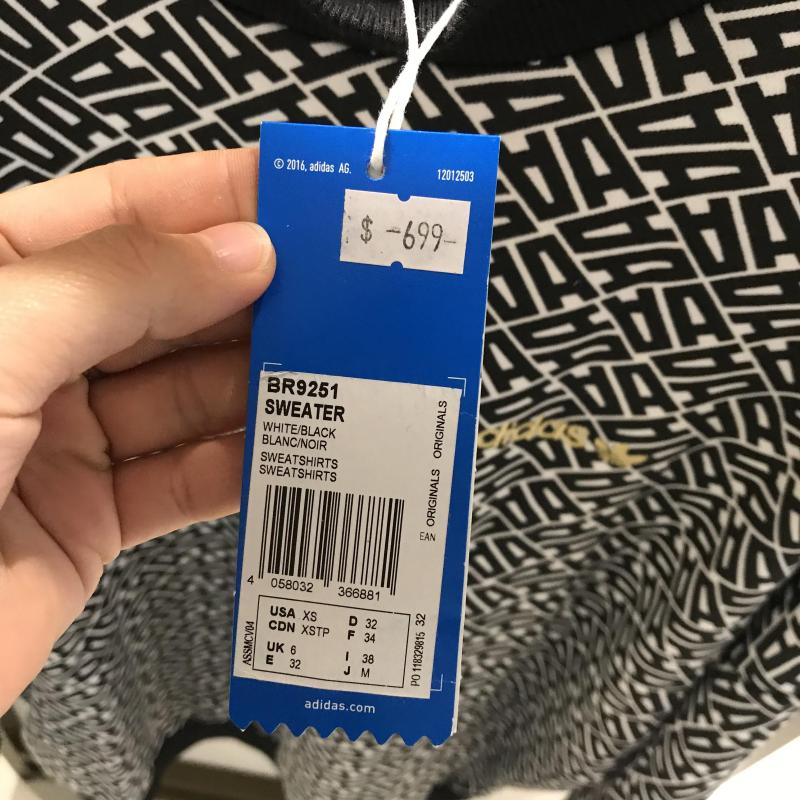 © 2016, adidas AG.
12012503
$ -699-
BR9251
SWEATER
WHITE/BLACK
BLANC/NOIR
SWEATSHIRTS
SWEATSHIRTS
ORIGINALS
ORIGINALS
EAN
4 058032 366881
USA XS D 32
CDN XSTP F 34
UK 6 I 38
E 32 J M
ASSMCV04
PO 118329815 32
adidas.com
adidas